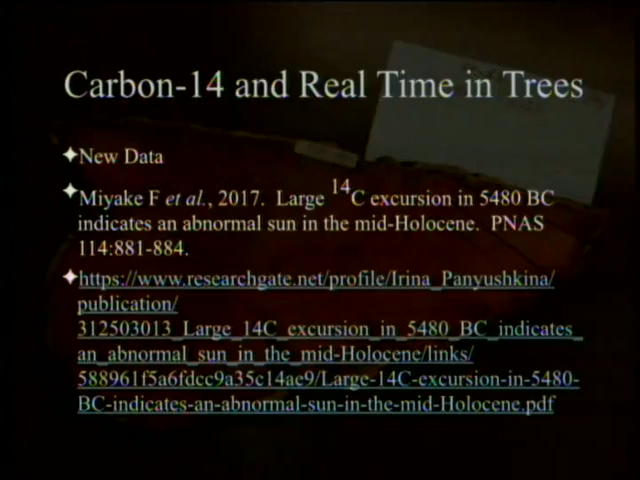 Carbon-14 and Real Time in Trees
✦New Data
✦Miyake F et al., 2017. Large ¹⁴C excursion in 5480 BC
indicates an abnormal sun in the mid-Holocene. PNAS
114:881-884.
✦https://www.researchgate.net/profile/Irina_Panyushkina/
publication/
312503013_Large_14C_excursion_in_5480_BC_indicates_
an_abnormal_sun_in_the_mid-Holocene/links/
588961f5a6fdcc9a35c14ae9/Large-14C-excursion-in-5480-
BC-indicates-an-abnormal-sun-in-the-mid-Holocene.pdf